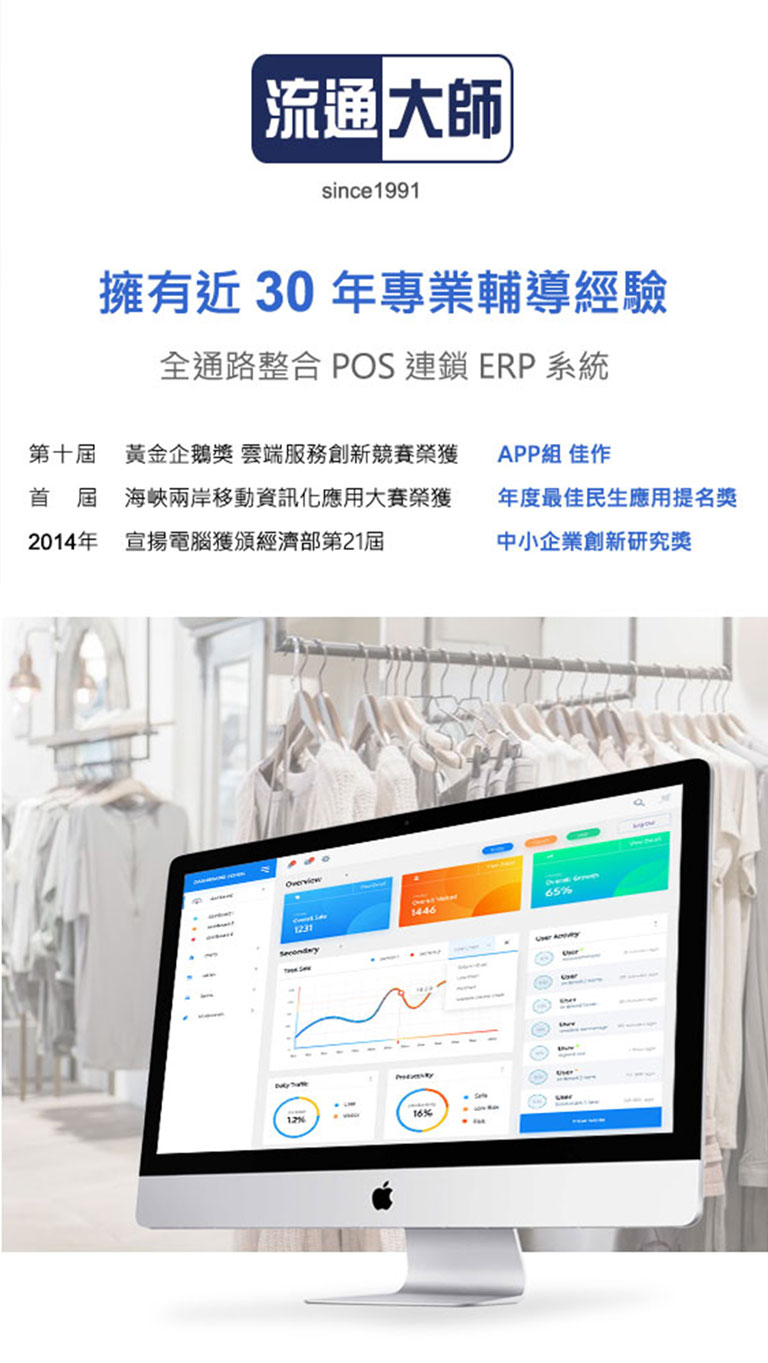 流通大師
since1991
擁有近 30 年專業輔導經驗
全通路整合 POS 連鎖 ERP 系統
第十屆 黃金企鵝獎 雲端服務創新競賽榮獲 APP組 佳作
首 屆 海峽兩岸移動資訊化應用大賽榮獲 年度最佳民生應用提名獎
2014年 宣揚電腦獲頒經濟部第21屆 中小企業創新研究獎
Overview
Overall Sale
1231
Overall Visited
1446
Overall Growth
65%
Secondary
Total Sale
User Activity
User
User
User
User
User
User
User
Daily Traffic
12%
User
Productivity
16%
Safe
Low Risk
Risk